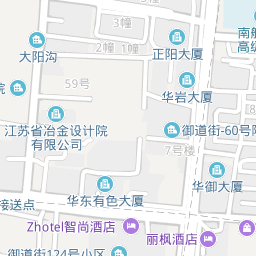 3幢
2幢 1幢
大阳沟
正阳大厦
南航
高级
59号
院
华岩大厦
江苏省冶金设计院
有限公司
御道街-60号院
7号楼
华御大厦
华东有色大厦
接送点
Zhotel智尚酒店
丽枫酒店
御道街124号小区